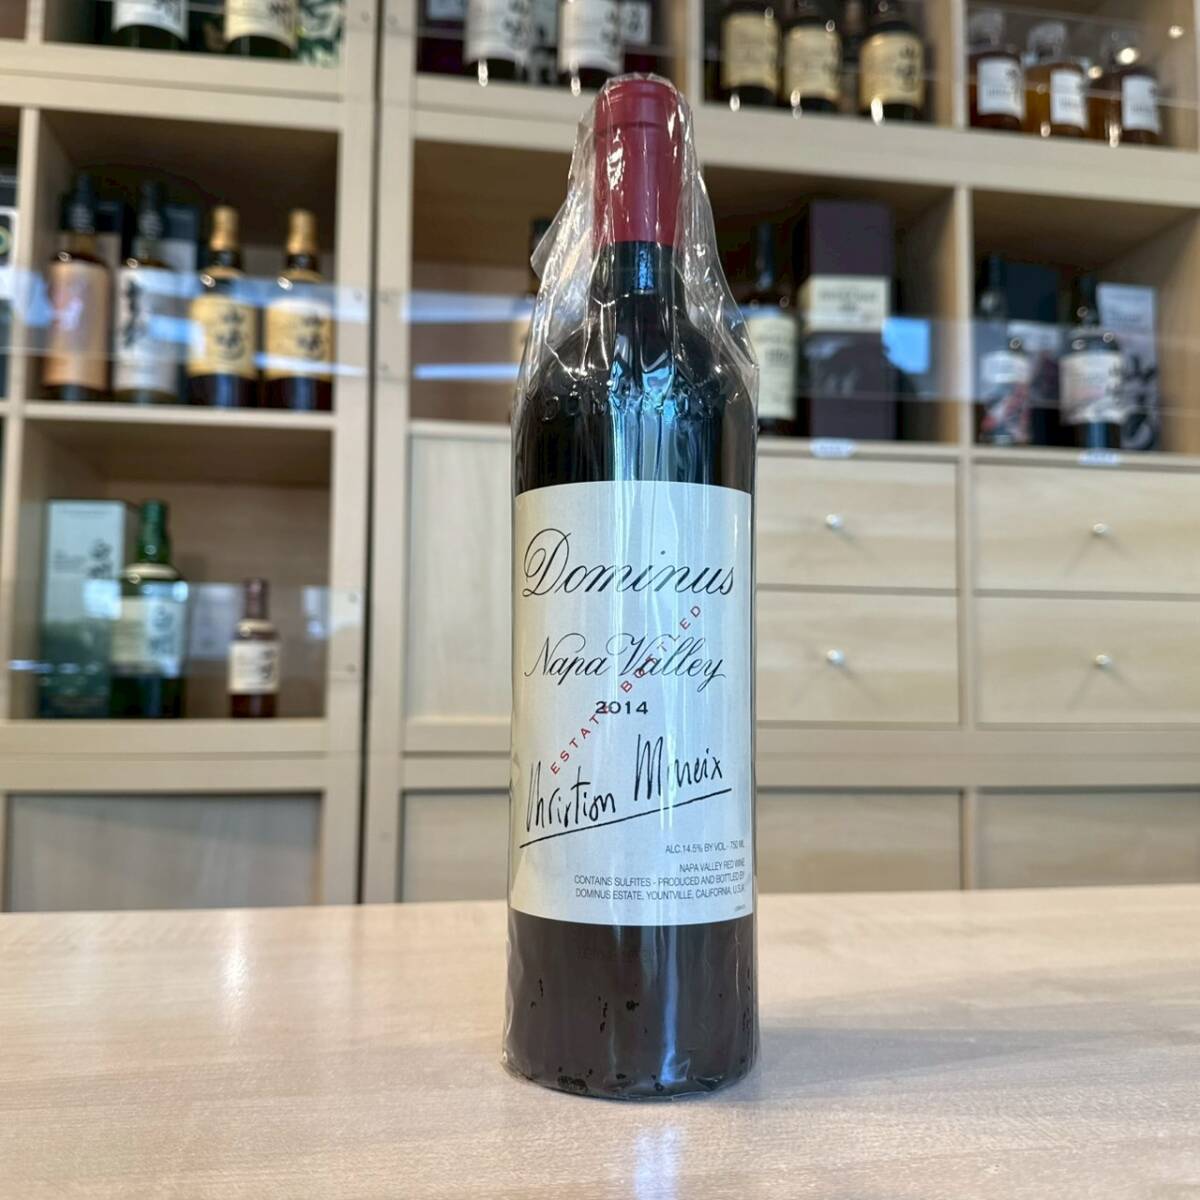 Dominus
Napa Valley
ESTATE BOTTLED
2014
Christian Moueix
ALC.14.5% BY VOL - 750 ML
NAPA VALLEY RED WINE
CONTAINS SULFITES - PRODUCED AND BOTTLED BY
DOMINUS ESTATE, YOUNTVILLE, CALIFORNIA, U.S.A